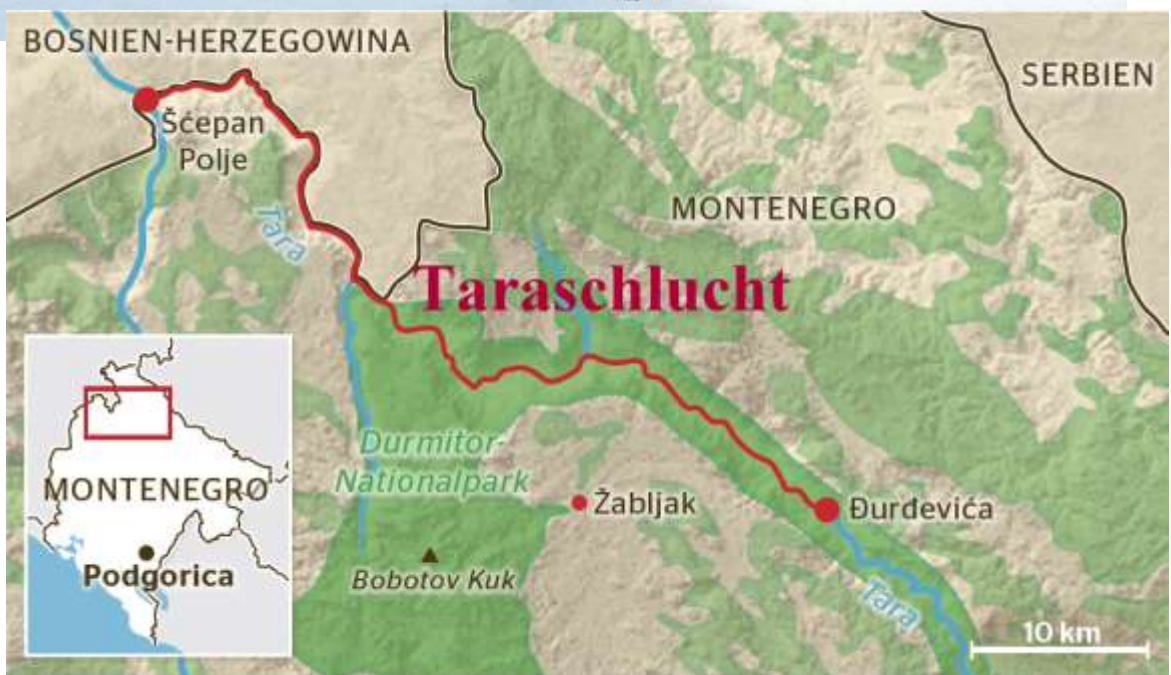 BOSNIEN-HERZEGOWINA
SERBIEN
Šćepan
Polje
Tara
MONTENEGRO
Taraschlucht
Durmitor-
Nationalpark
Žabljak
Đurđevića
MONTENEGRO
Podgorica
Bobotov Kuk
Tara
10 km